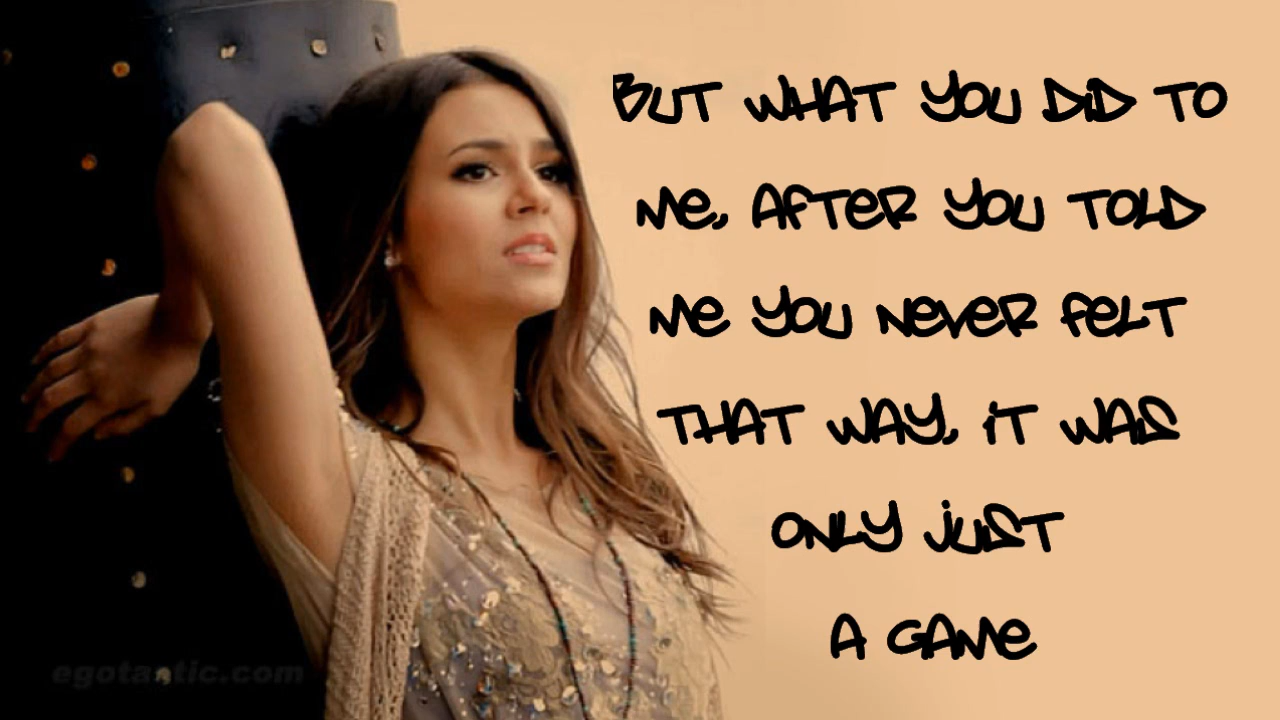 BUT WHAT YOU DID TO
ME, AFTER YOU TOLD
ME YOU NEVER FELT
THAT WAY, IT WAS
ONLY JUST
A GAME
egotastic.com